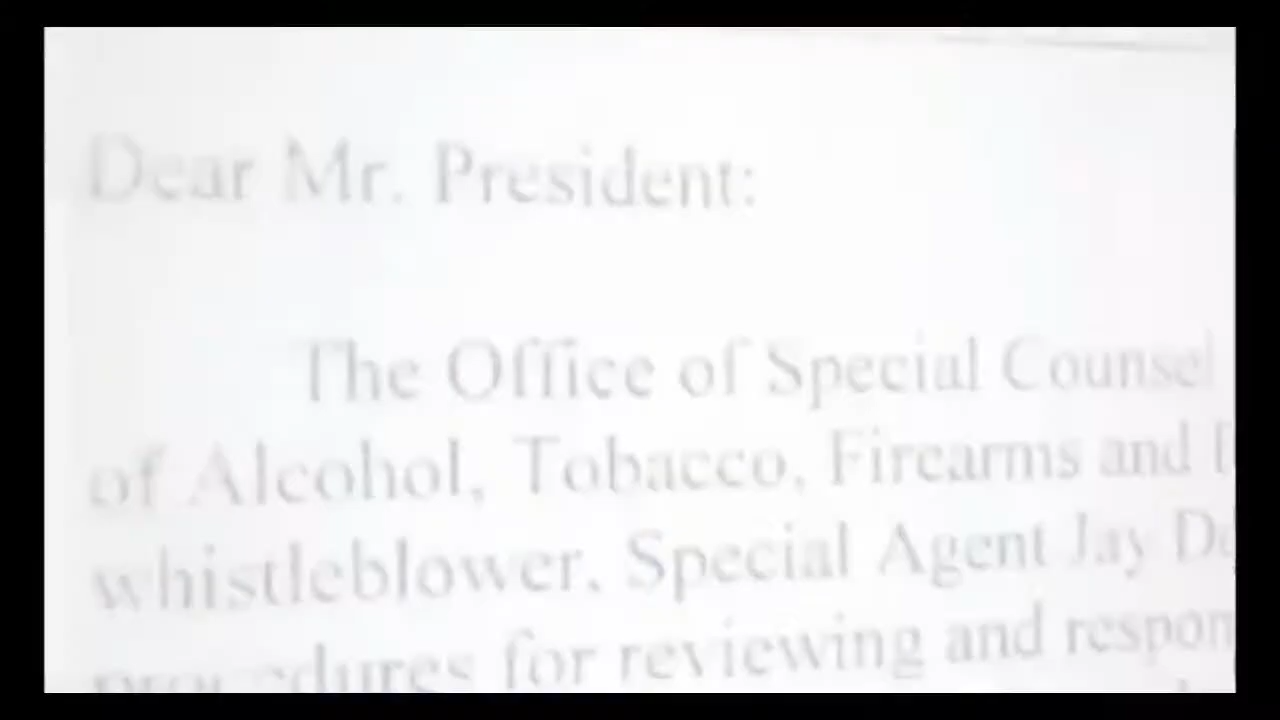 Dear Mr. President:
The Office of Special Counsel
of Alcohol, Tobacco, Firearms and
whistleblower, Special Agent Jay
procedures for reviewing and